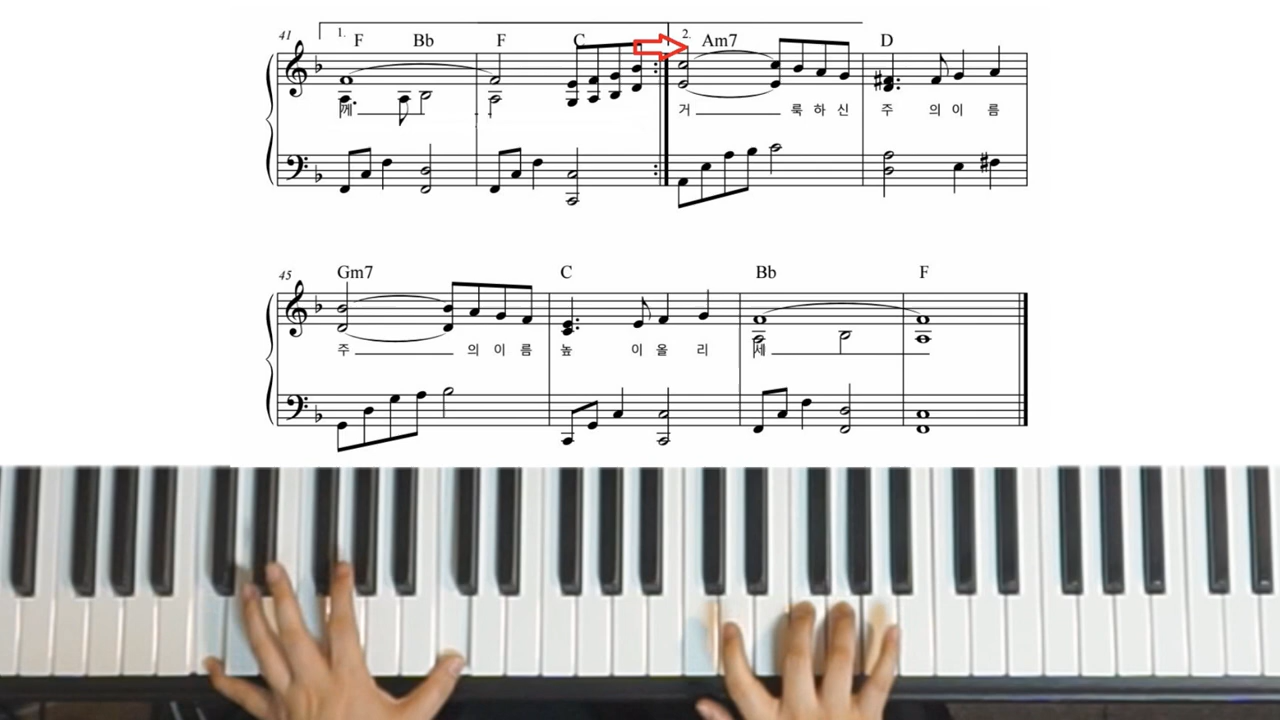 41 1. F Bb F C 2. Am7 D
께 거 룩 하 신 주 의 이 름
45 Gm7 C Bb F
주 의 이 름 높 이 올 리 세